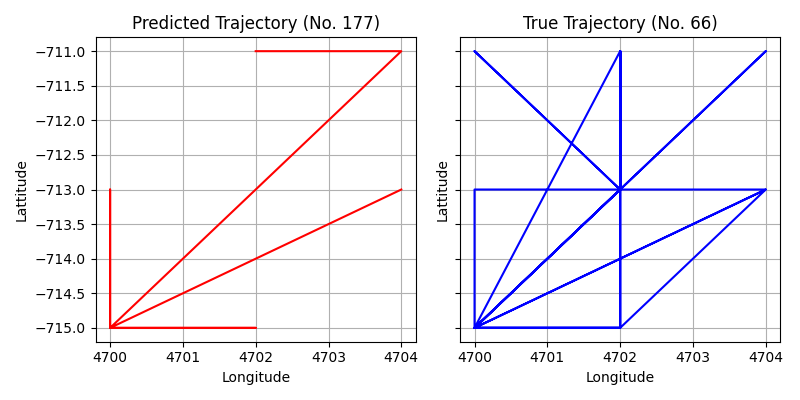 Predicted Trajectory (No. 177)
Lattitude
−711.0
−711.5
−712.0
−712.5
−713.0
−713.5
−714.0
−714.5
−715.0
4700 4701 4702 4703 4704
Longitude
True Trajectory (No. 66)
Lattitude
4700 4701 4702 4703 4704
Longitude